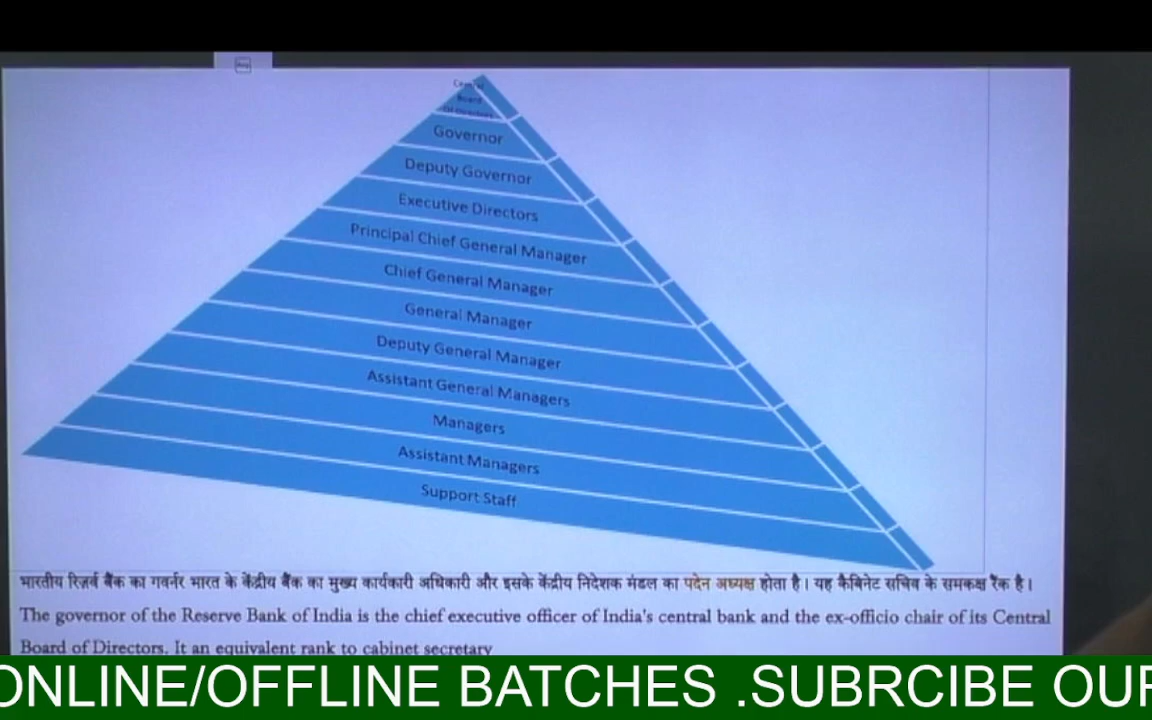 Central
Board
Of Directors
Governor
Deputy Governor
Executive Directors
Principal Chief General Manager
Chief General Manager
General Manager
Deputy General Manager
Assistant General Managers
Managers
Assistant Managers
Support Staff
भारतीय रिज़र्व बैंक का गवर्नर भारत के केंद्रीय बैंक का मुख्य कार्यकारी अधिकारी और इसके केंद्रीय निदेशक मंडल का पदेन अध्यक्ष होता है। यह कैबिनेट सचिव के समकक्ष रैंक है।
The governor of the Reserve Bank of India is the chief executive officer of India's central bank and the ex-officio chair of its Central
Board of Directors. It an equivalent rank to cabinet secretary
ONLINE/OFFLINE BATCHES .SUBRCIBE OUR